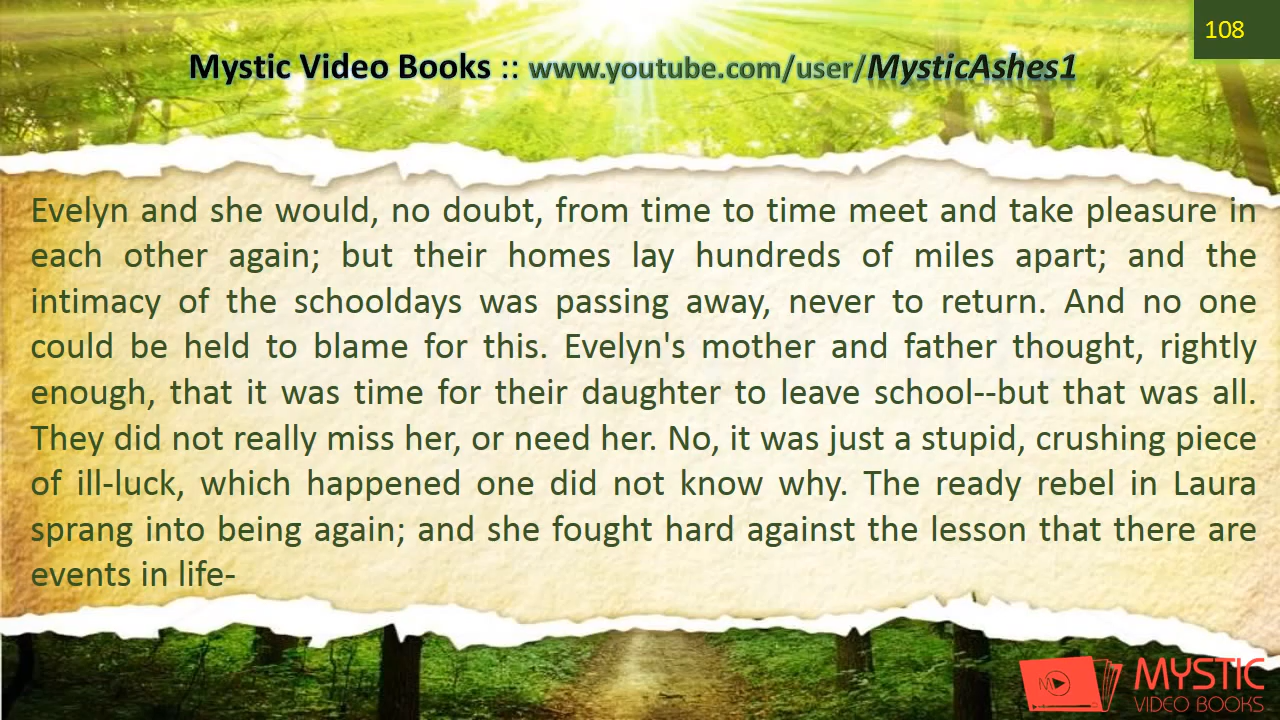 108
Mystic Video Books :: www.youtube.com/user/MysticAshes1
Evelyn and she would, no doubt, from time to time meet and take pleasure in
each other again; but their homes lay hundreds of miles apart; and the
intimacy of the schooldays was passing away, never to return. And no one
could be held to blame for this. Evelyn's mother and father thought, rightly
enough, that it was time for their daughter to leave school--but that was all.
They did not really miss her, or need her. No, it was just a stupid, crushing piece
of ill-luck, which happened one did not know why. The ready rebel in Laura
sprang into being again; and she fought hard against the lesson that there are
events in life-
MYSTIC
VIDEO BOOKS